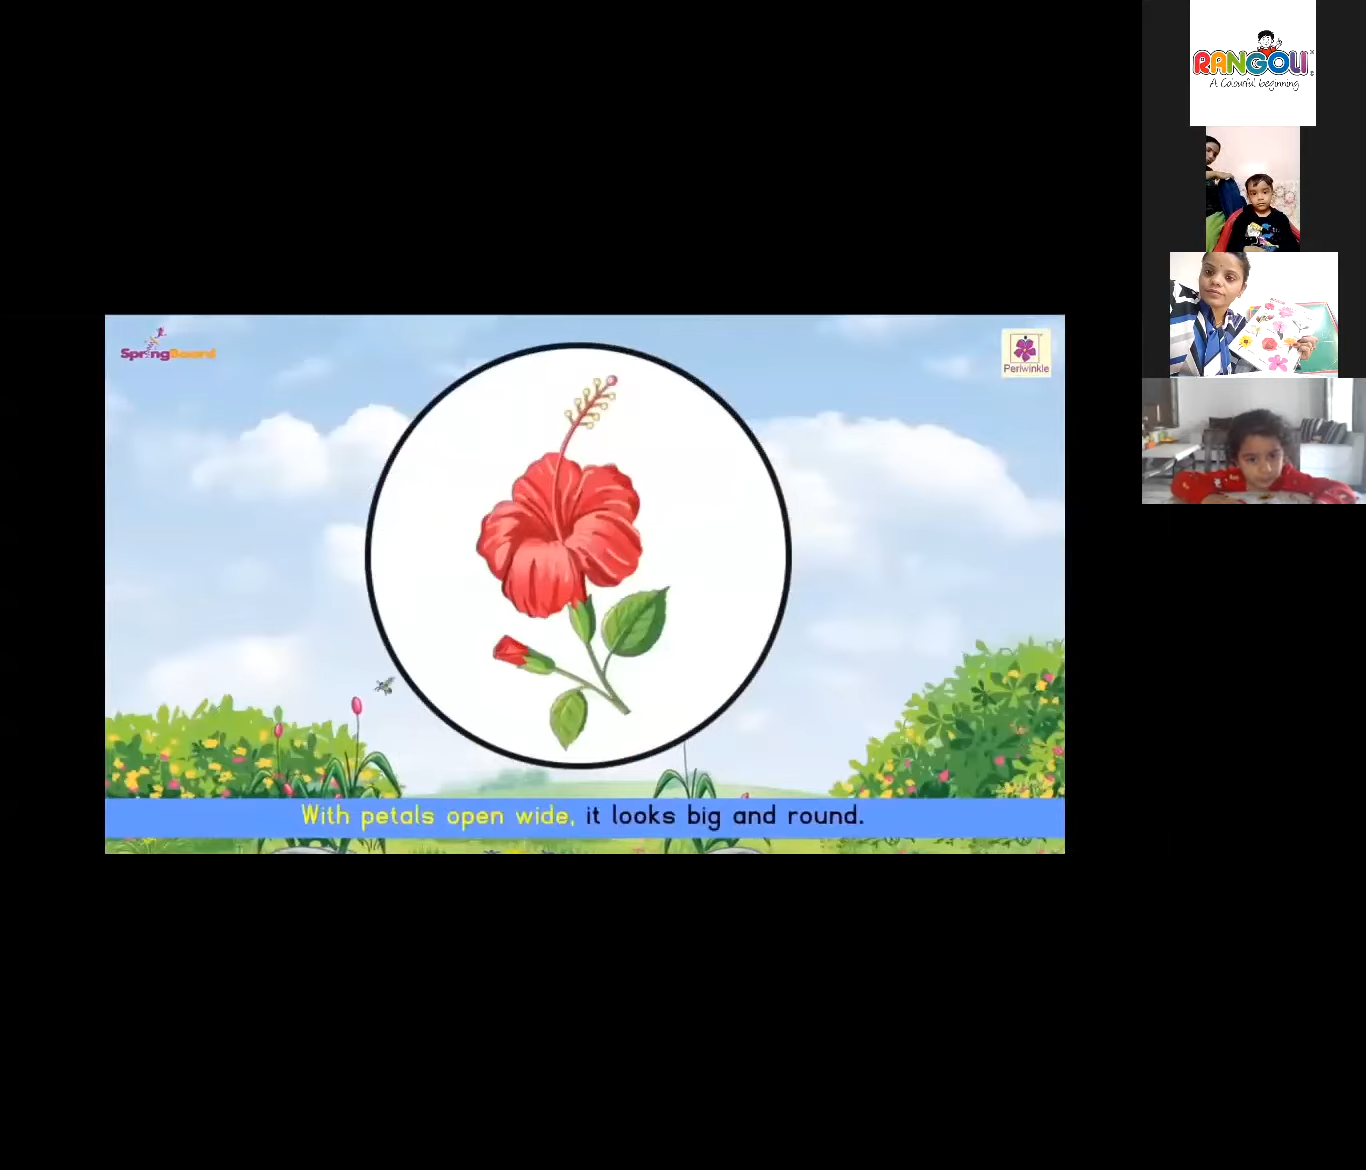 RANGOLI
A Colourful beginning
SpringBoard
Periwinkle
With petals open wide, it looks big and round.